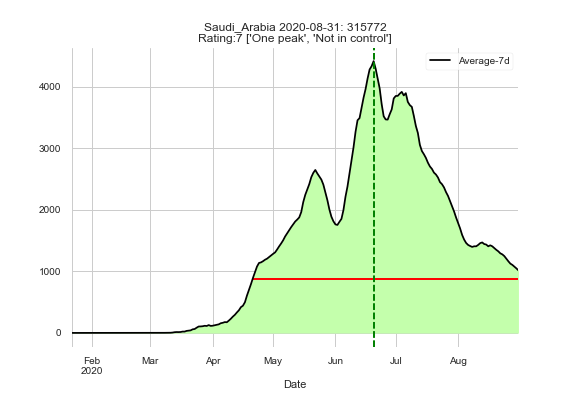 Saudi_Arabia 2020-08-31: 315772
Rating:7 ['One peak', 'Not in control']
Average-7d
4000
3000
2000
1000
0
Feb Mar Apr May Jun Jul Aug
2020
Date